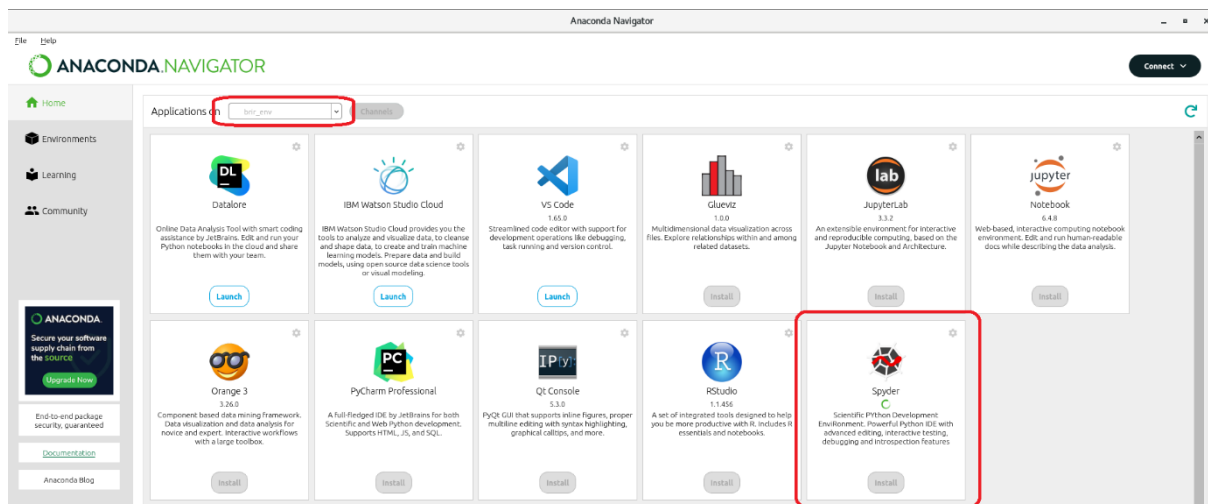 Anaconda Navigator
File Help
ANACONDA.NAVIGATOR
Connect
Home
Environments
Learning
Community
ANACONDA
Secure your software
supply chain from
the source
Upgrade Now
End-to-end package
security, guaranteed
Documentation
Anaconda Blog
Applications on
Channels
DL
Datalore
Online Data Analysis Tool with smart coding
assistance by JetBrains. Edit and run your
Python notebooks in the cloud and share
them with your team.
Launch
IBM Watson Studio Cloud
IBM Watson Studio Cloud provides you the
tools to analyze and visualize data, to cleanse
and shape data, to create and train machine
learning models. Prepare data and build
models, using open source data science tools
or visual modeling.
Launch
VS Code
1.65.0
Streamlined code editor with support for
development operations like debugging,
task running and version control.
Launch
Glueviz
1.0.0
Multidimensional data visualization across
files. Explore relationships within and among
related datasets.
Install
lab
JupyterLab
3.3.2
An extensible environment for interactive
and reproducible computing, based on the
Jupyter Notebook and Architecture.
Install
jupyter
Notebook
6.4.8
Web-based, interactive computing notebook
environment. Edit and run human-readable
docs while describing the data analysis.
Install
Orange 3
3.26.0
Component based data mining framework.
Data visualization and data analysis for
novice and expert. Interactive workflows
with a large toolbox.
Install
PC
PyCharm Professional
A full-fledged IDE by JetBrains for both
Scientific and Web Python development.
Supports HTML, JS, and SQL.
Install
IP[y]:
Qt Console
5.3.0
PyQt GUI that supports inline figures, proper
multiline editing with syntax highlighting,
graphical calltips, and more.
Install
R
RStudio
1.1.456
A set of integrated tools designed to help
you be more productive with R. Includes R
essentials and notebooks.
Install
Spyder
Scientific PYthon Development
EnviRonment. Powerful Python IDE with
advanced editing, interactive testing,
debugging and introspection features
Install